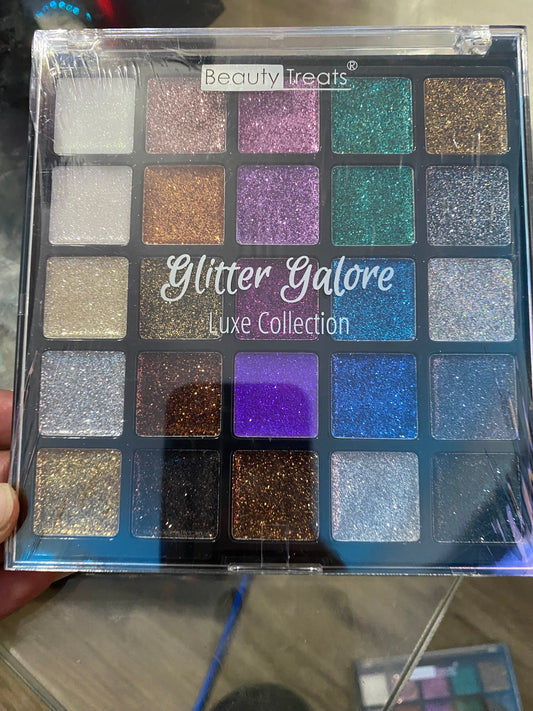 Beauty Treats®
Glitter Galore
Luxe Collection